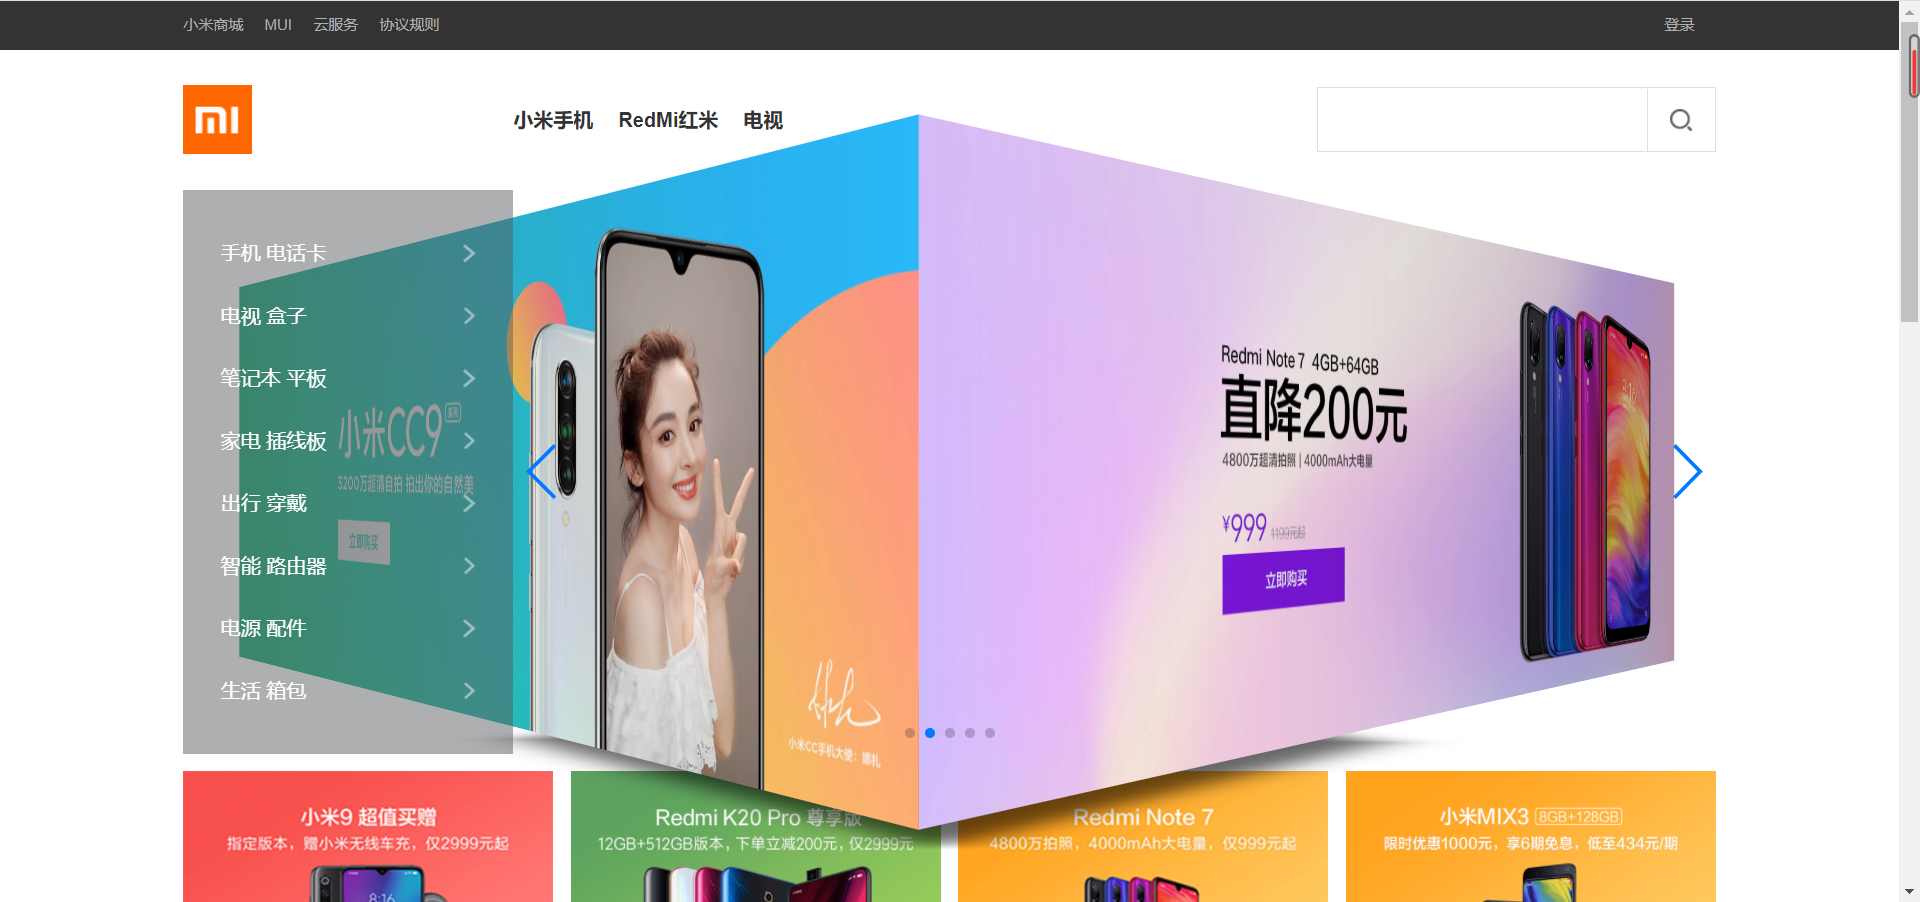 小米商城 MUI 云服务 协议规则 登录
mi
小米手机 RedMi红米 电视
手机 电话卡
电视 盒子
笔记本 平板
家电 插线板
出行 穿戴
智能 路由器
电源 配件
生活 箱包
小米CC9 系列
3200万超清自拍 拍出你的自然美
立即购买
小米CC手机大使：娜扎
Redmi Note 7 4GB+64GB
直降200元
4800万超清拍照 | 4000mAh大电量
¥999 1199元起
立即购买
小米9 超值买赠
指定版本，赠小米无线车充，仅2999元起
8:16
Redmi K20 Pro 尊享版
12GB+512GB版本，下单立减200元，仅2999元
Redmi Note 7
4800万拍照，4000mAh大电量，仅999元起
小米MIX3 8GB+128GB
限时优惠1000元，享6期免息，低至434元/期